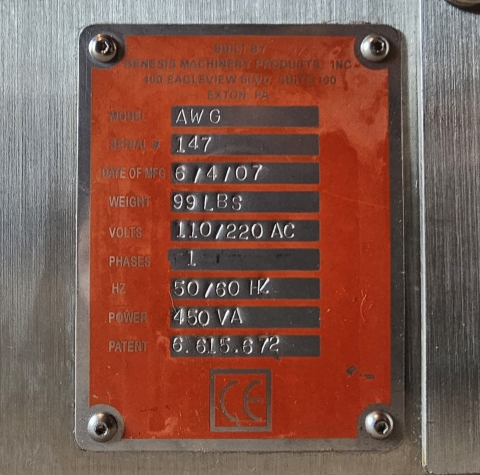 BUILT BY
GENESIS MACHINERY PRODUCTS, INC
400 EAGLEVIEW BLVD, SUITE 100
EXTON, PA
MODEL AWG
SERIAL # 147
DATE OF MFG 6/4/07
WEIGHT 99 LBS
VOLTS 110/220 AC
PHASES 1
HZ 50/60 HZ
POWER 450 VA
PATENT 6.615.672
CE